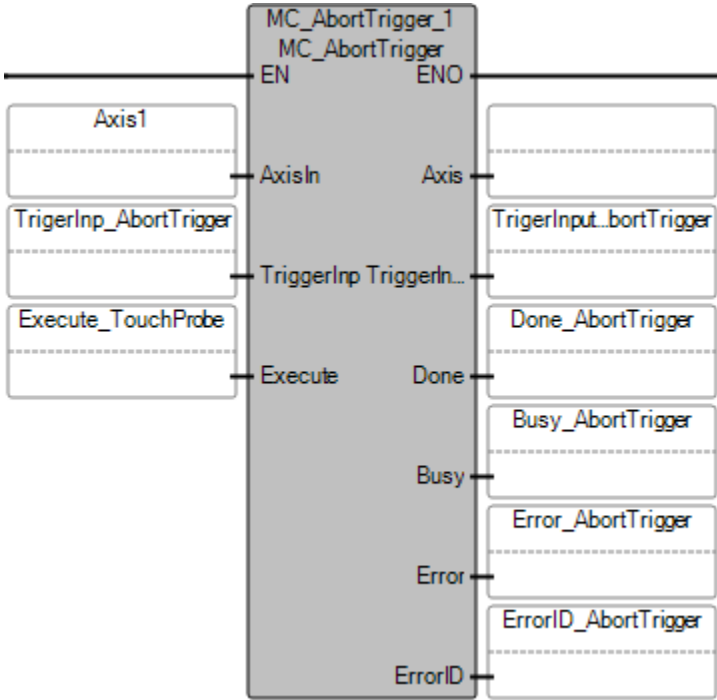 MC_AbortTrigger_1
MC_AbortTrigger
EN ENO
Axis1
AxisIn Axis
TrigerInp_AbortTrigger TrigerInput...bortTrigger
TriggerInp TriggerIn...
Execute_TouchProbe Done_AbortTrigger
Execute Done
Busy_AbortTrigger
Busy
Error_AbortTrigger
Error
ErrorID_AbortTrigger
ErrorID